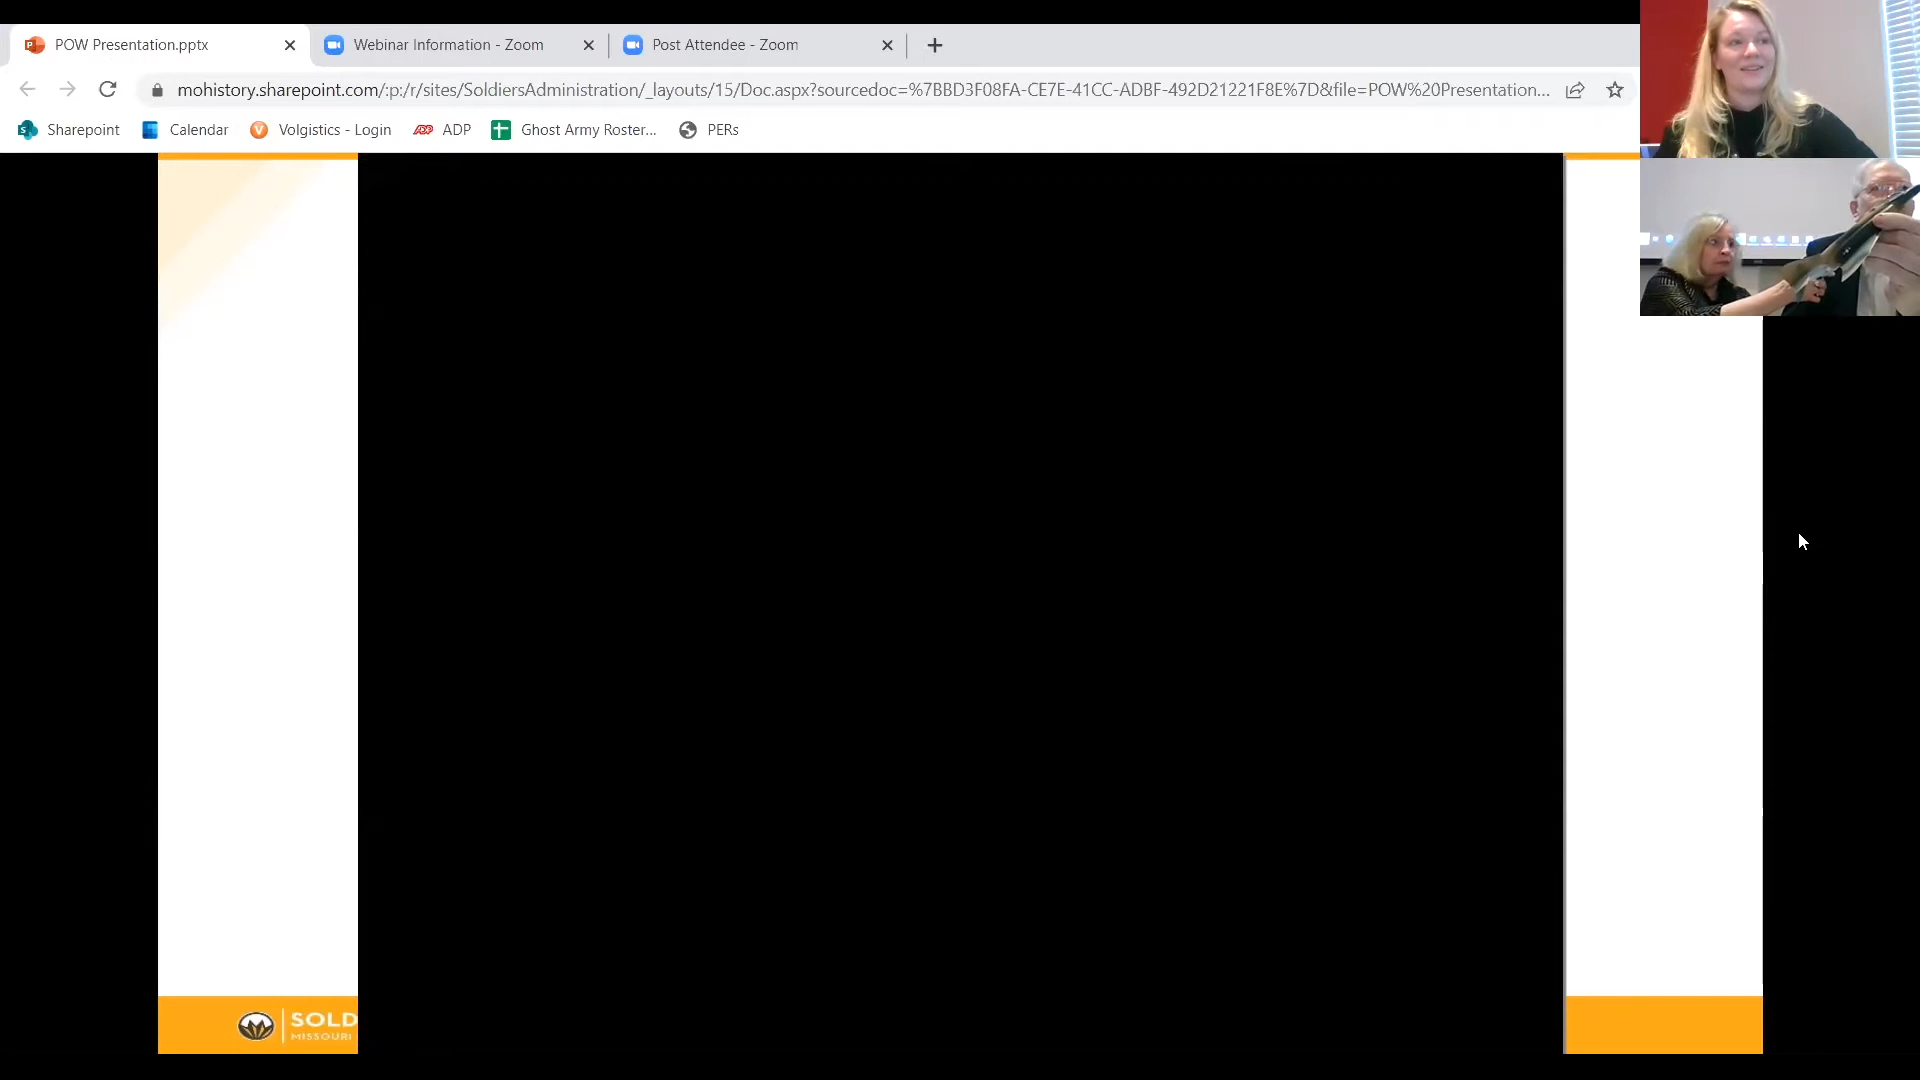 POW Presentation.pptx
Webinar Information - Zoom
Post Attendee - Zoom
mohistory.sharepoint.com/:p:/r/sites/SoldiersAdministration/_layouts/15/Doc.aspx?sourcedoc=%7BBD3F08FA-CE7E-41CC-ADBF-492D21221F8E%7D&file=POW%20Presentation...
Sharepoint
Calendar
Volgistics - Login
ADP
Ghost Army Roster...
PERs
SOLD
MISSOURI